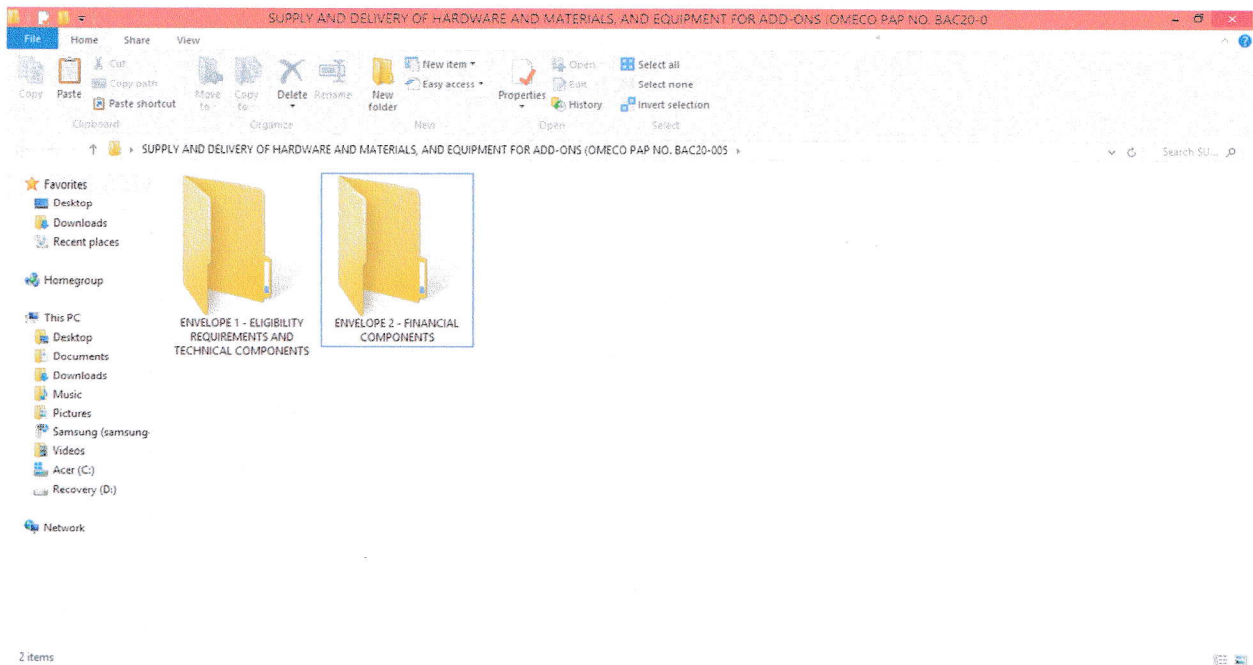 SUPPLY AND DELIVERY OF HARDWARE AND MATERIALS, AND EQUIPMENT FOR ADD-ONS (OMECO PAP NO. BAC20-0
File Home Share View
Copy
Paste
Cut
Copy path
Paste shortcut
Move to
Copy to
Delete
Rename
New folder
New item
Easy access
Properties
Open
Edit
History
Select all
Select none
Invert selection
Clipboard
Organize
New
Open
Select
SUPPLY AND DELIVERY OF HARDWARE AND MATERIALS, AND EQUIPMENT FOR ADD-ONS (OMECO PAP NO. BAC20-005
Search SU...
Favorites
Desktop
Downloads
Recent places
Homegroup
This PC
Desktop
Documents
Downloads
Music
Pictures
Samsung (samsung-
Videos
Acer (C:)
Recovery (D:)
Network
ENVELOPE 1 - ELIGIBILITY
REQUIREMENTS AND
TECHNICAL COMPONENTS
ENVELOPE 2 - FINANCIAL
COMPONENTS
2 items